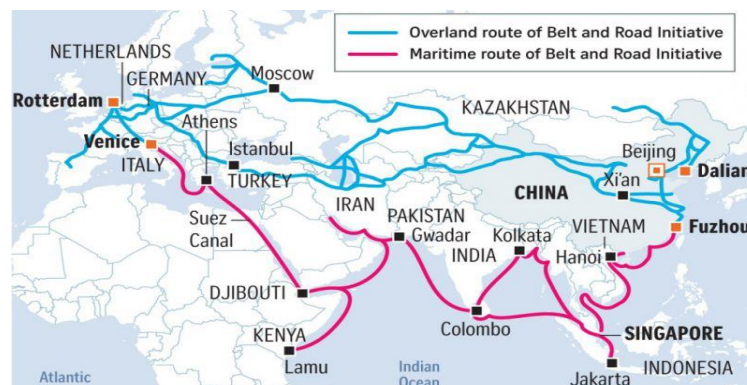 Overland route of Belt and Road Initiative
Maritime route of Belt and Road Initiative
NETHERLANDS
GERMANY
Moscow
Rotterdam
KAZAKHSTAN
Athens
Venice
Istanbul
Beijing
Dalian
ITALY
TURKEY
Xi'an
CHINA
IRAN
Suez
Canal
PAKISTAN
Gwadar
Kolkata
VIETNAM
Fuzhou
INDIA
Hanoi
DJIBOUTI
KENYA
Colombo
SINGAPORE
Lamu
INDONESIA
Jakarta
Atlantic
Indian
Ocean